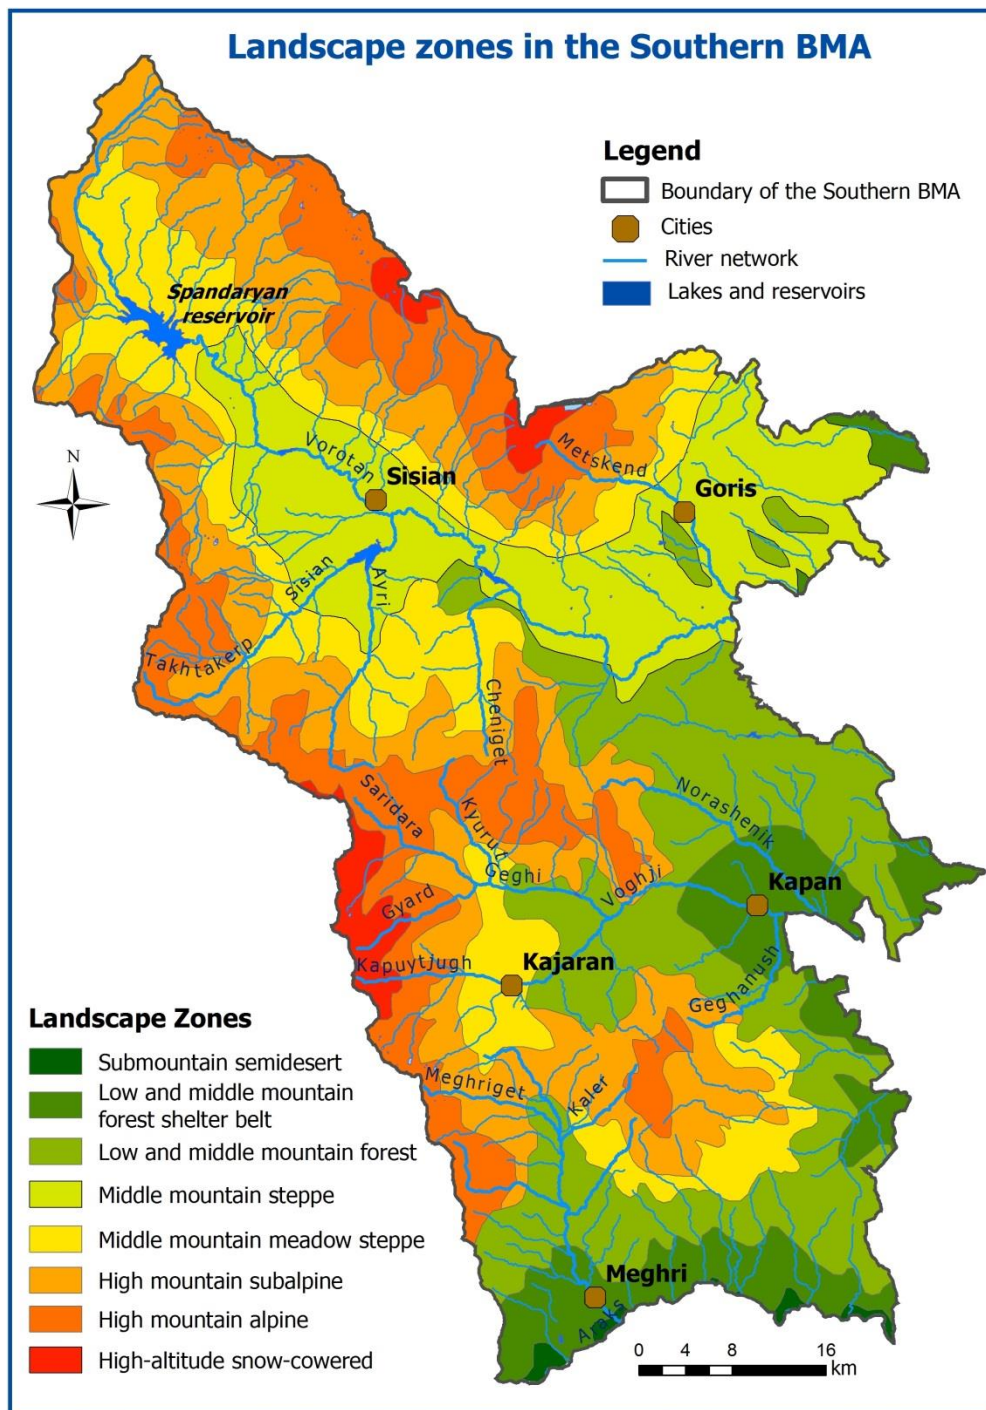 Landscape zones in the Southern BMA
Legend
Boundary of the Southern BMA
Cities
River network
Lakes and reservoirs
Spandaryan
reservoir
N
Vorotan
Sisian
Metskend
Goris
Sisian
Ayri
Takhtakerp
Cheniget
Saridara
Kyurut
Norashenik
Geghi
Voghji
Kapan
Gyard
Kapuytjugh
Kajaran
Geghanush
Meghriget
Kaler
Meghri
Araks
Landscape Zones
Submountain semidesert
Low and middle mountain
forest shelter belt
Low and middle mountain forest
Middle mountain steppe
Middle mountain meadow steppe
High mountain subalpine
High mountain alpine
High-altitude snow-cowered
0 4 8 16
km